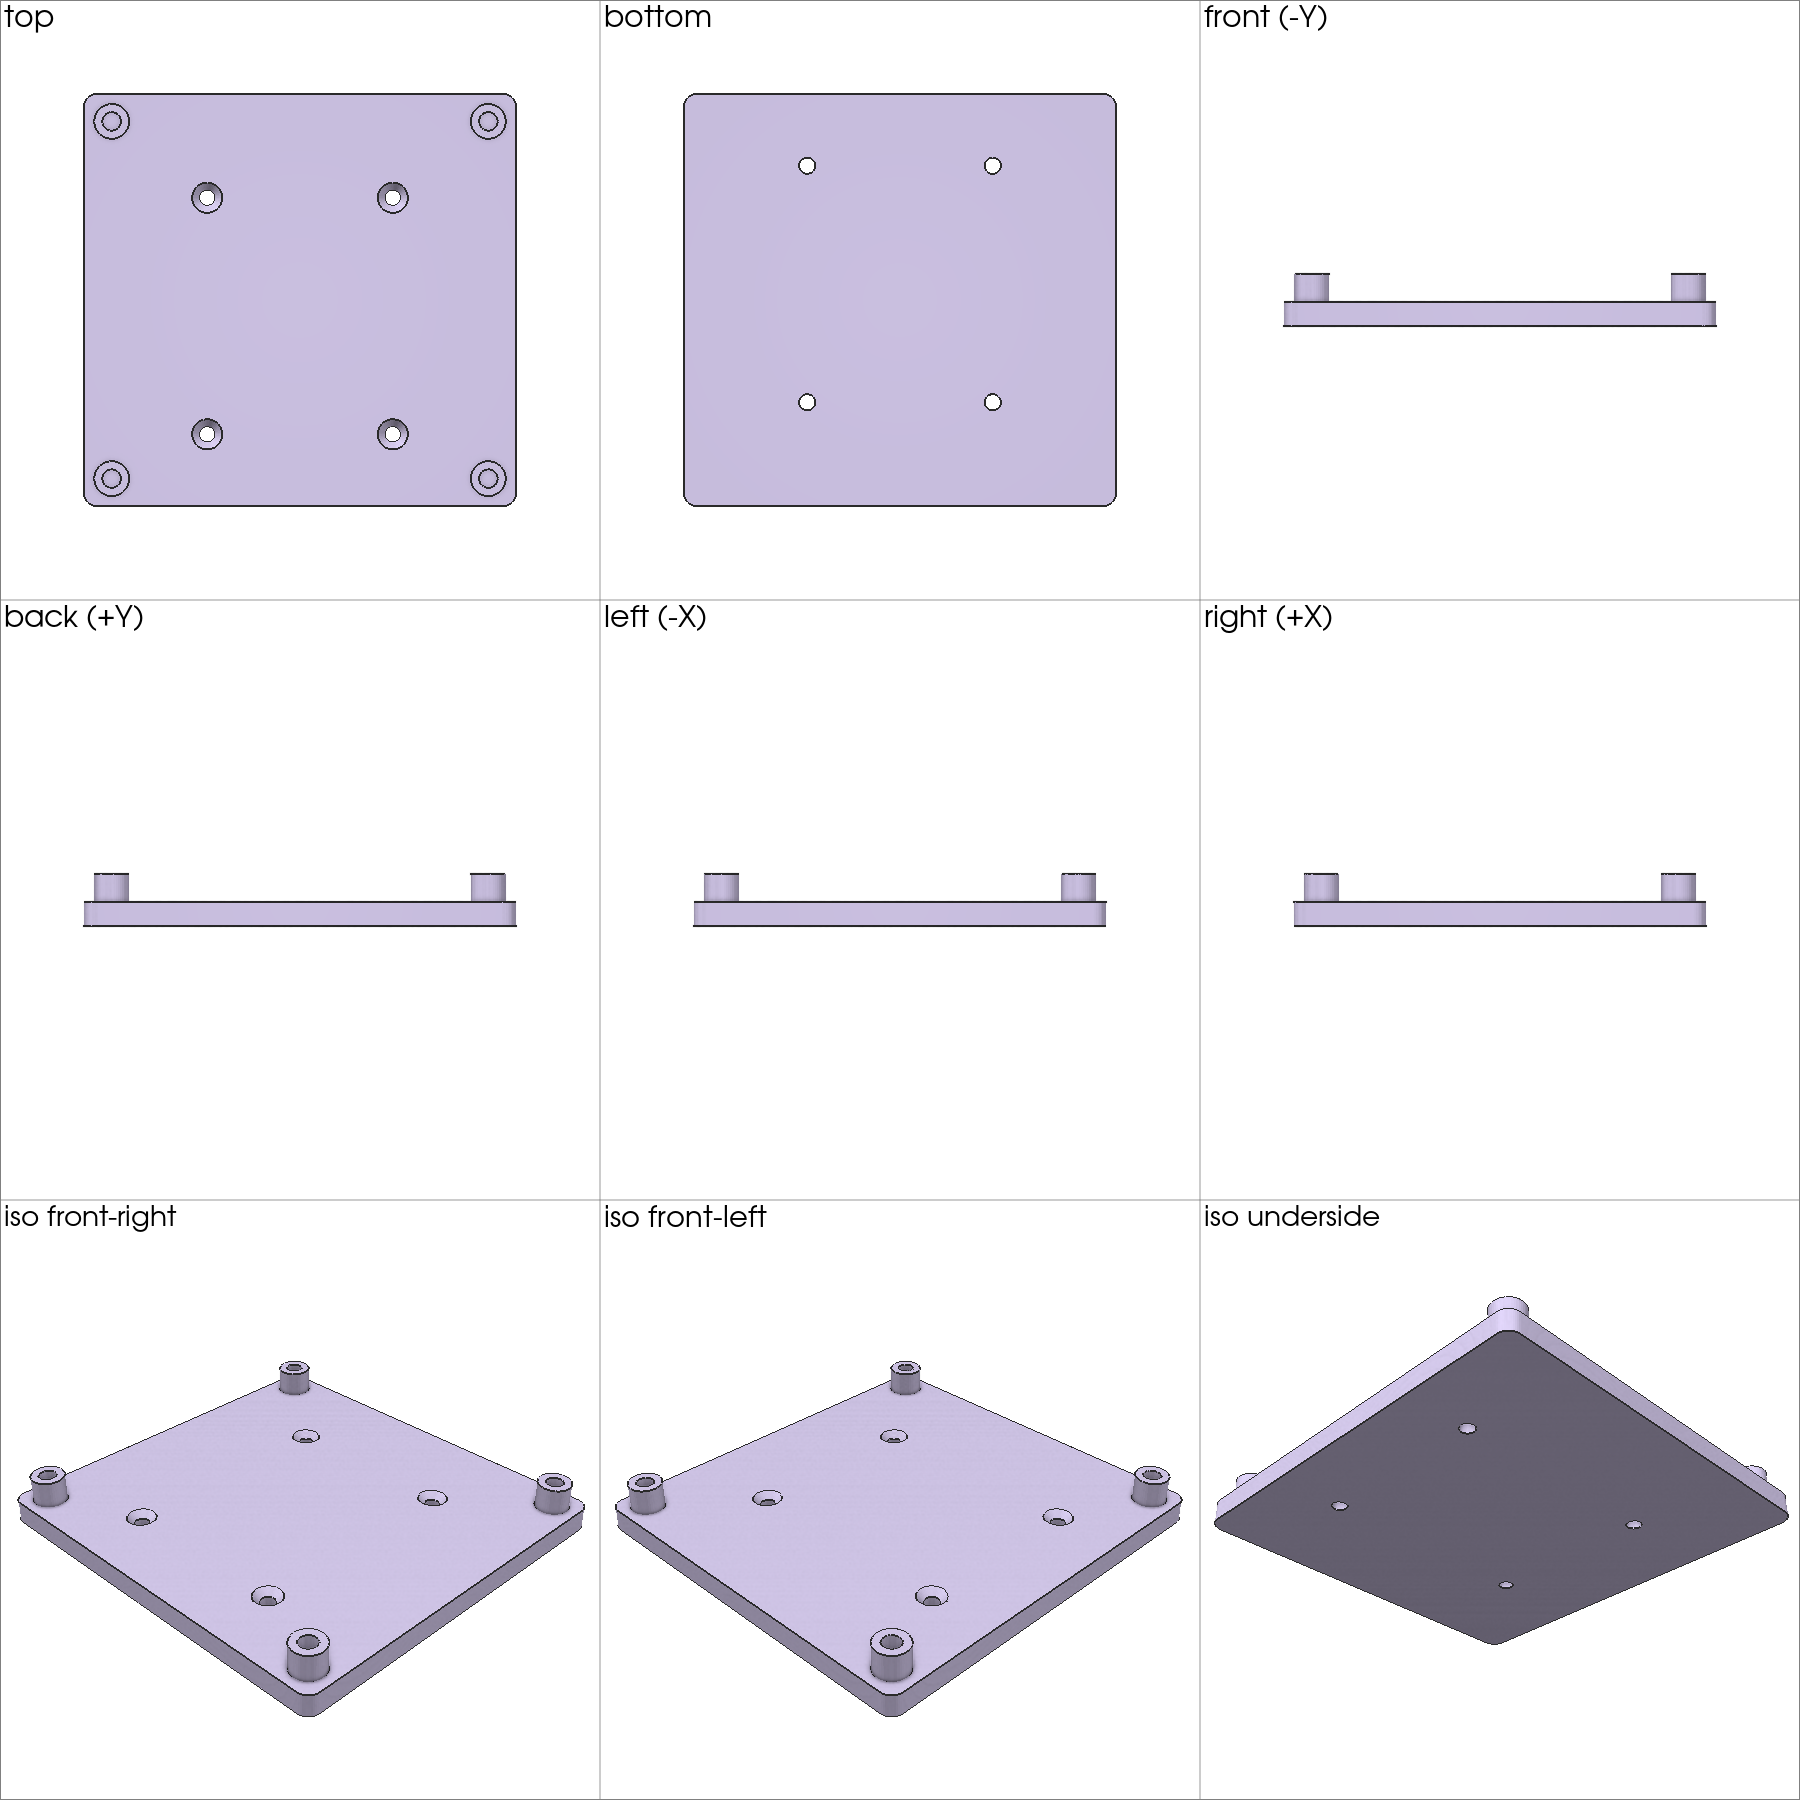 top
bottom
front (-Y)
back (+Y)
left (-X)
right (+X)
iso front-right
iso front-left
iso underside